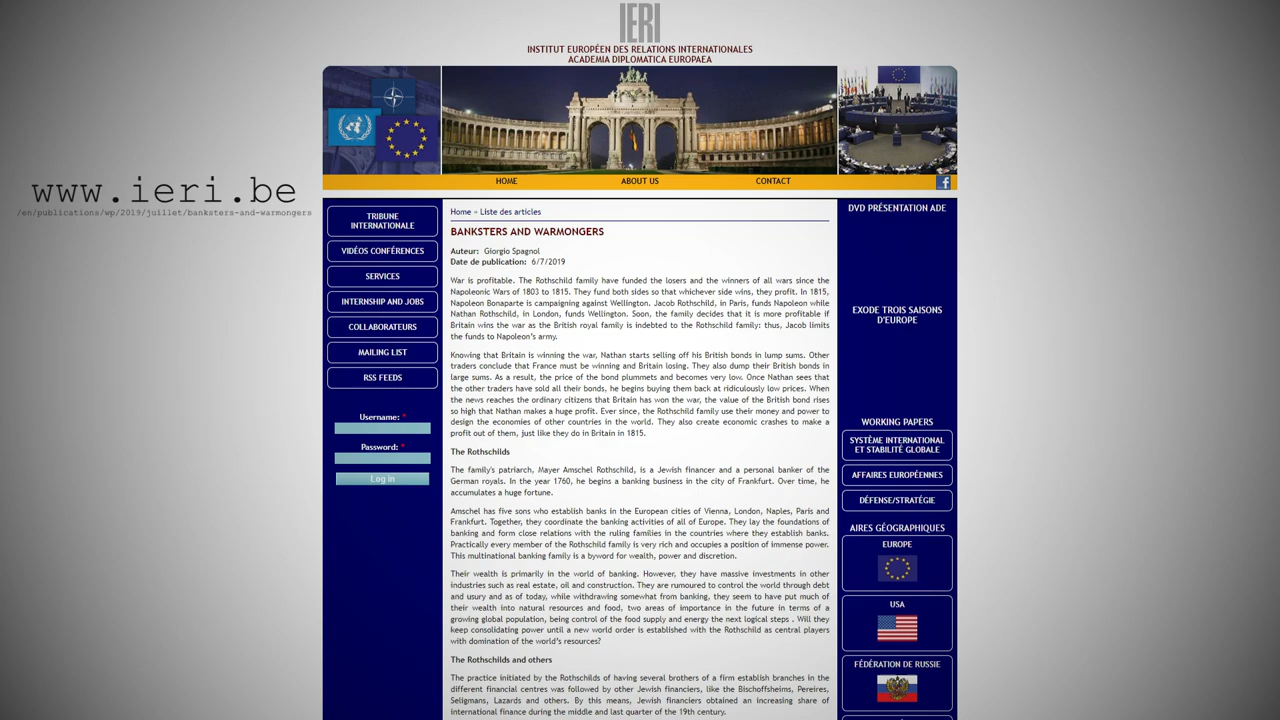 IERI
INSTITUT EUROPÉEN DES RELATIONS INTERNATIONALES
ACADEMIA DIPLOMATICA EUROPAEA
HOME
ABOUT US
CONTACT
www.ieri.be
/en/publications/wp/2019/juillet/banksters-and-warmongers
TRIBUNE
INTERNATIONALE
VIDÉOS CONFÉRENCES
SERVICES
INTERNSHIP AND JOBS
COLLABORATEURS
MAILING LIST
RSS FEEDS
Username: *
Password: *
Log in
Home » Liste des articles
BANKSTERS AND WARMONGERS
Auteur: Giorgio Spagnol
Date de publication: 6/7/2019
War is profitable. The Rothschild family have funded the losers and the winners of all wars since the
Napoleonic Wars of 1803 to 1815. They fund both sides so that whichever side wins, they profit. In 1815,
Napoleon Bonaparte is campaigning against Wellington. Jacob Rothschild, in Paris, funds Napoleon while
Nathan Rothschild, in London, funds Wellington. Soon, the family decides that it is more profitable if
Britain wins the war as the British royal family is indebted to the Rothschild family: thus, Jacob limits
the funds to Napoleon's army.
Knowing that Britain is winning the war, Nathan starts selling off his British bonds in lump sums. Other
traders conclude that France must be winning and Britain losing. They also dump their British bonds in
large sums. As a result, the price of the bond plummets and becomes very low. Once Nathan sees that
the other traders have sold all their bonds, he begins buying them back at ridiculously low prices. When
the news reaches the ordinary citizens that Britain has won the war, the value of the British bond rises
so high that Nathan makes a huge profit. Ever since, the Rothschild family use their money and power to
design the economies of other countries in the world. They also create economic crashes to make a
profit out of them, just like they do in Britain in 1815.
The Rothschilds
The family's patriarch, Mayer Amschel Rothschild, is a Jewish financier and a personal banker of the
German royals. In the year 1760, he begins a banking business in the city of Frankfurt. Over time, he
accumulates a huge fortune.
Amschel has five sons who establish banks in the European cities of Vienna, London, Naples, Paris and
Frankfurt. Together, they coordinate the banking activities of all of Europe. They lay the foundations of
banking and form close relations with the ruling families in the countries where they establish banks.
Practically every member of the Rothschild family is very rich and occupies a position of immense power.
This multinational banking family is a byword for wealth, power and discretion.
Their wealth is primarily in the world of banking. However, they have massive investments in other
industries such as real estate, oil and construction. They are rumoured to control the world through debt
and usury and as of today, while withdrawing somewhat from banking, they seem to have put much of
their wealth into natural resources and food, two areas of importance in the future in terms of a
growing global population, being control of the food supply and energy the next logical steps . Will they
keep consolidating power until a new world order is established with the Rothschild as central players
with domination of the world's resources?
The Rothschilds and others
The practice initiated by the Rothschilds of having several brothers of a firm establish branches in the
different financial centres was followed by other Jewish financiers, like the Bischoffsheims, Pereires,
Seligmans, Lazards and others. By this means, Jewish financiers obtained an increasing share of
international finance during the middle and last quarter of the 19th century.
DVD PRÉSENTATION ADE
EXODE TROIS SAISONS
D'EUROPE
WORKING PAPERS
SYSTÈME INTERNATIONAL
ET STABILITÉ GLOBALE
AFFAIRES EUROPÉENNES
DÉFENSE/STRATÉGIE
AIRES GÉOGRAPHIQUES
EUROPE
USA
FÉDÉRATION DE RUSSIE